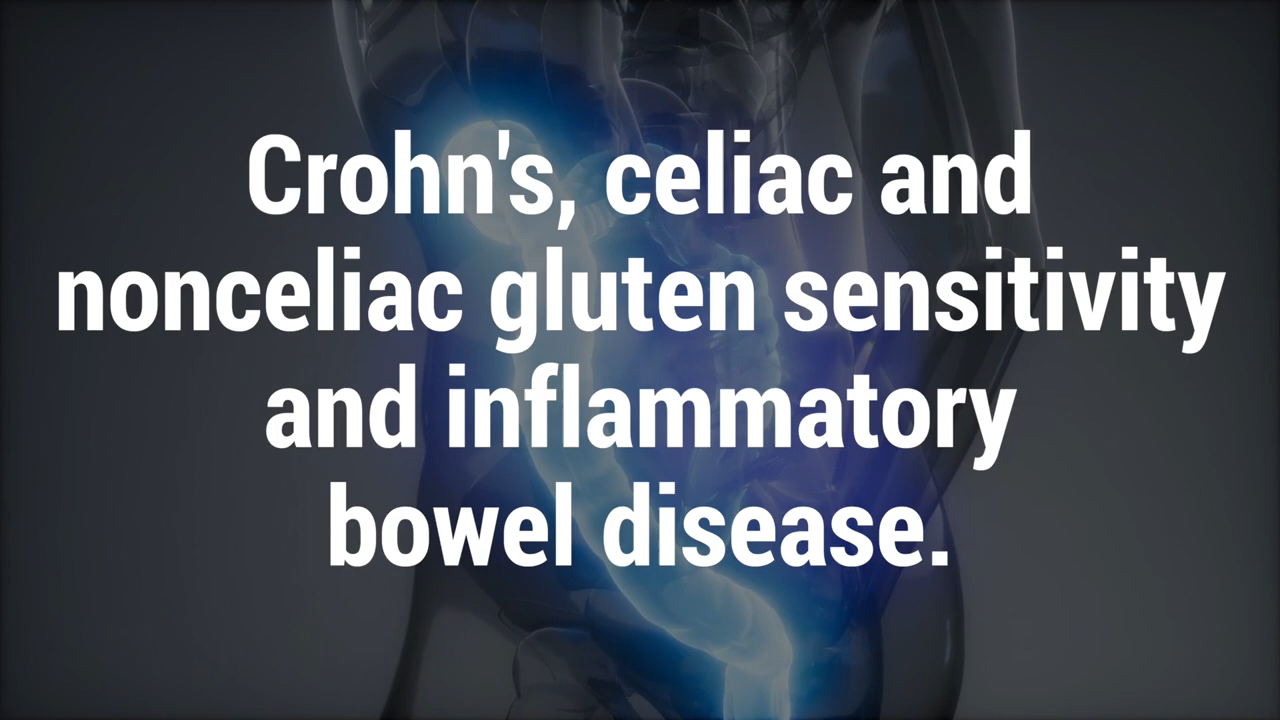 Crohn's, celiac and
nonceliac gluten sensitivity
and inflammatory
bowel disease.